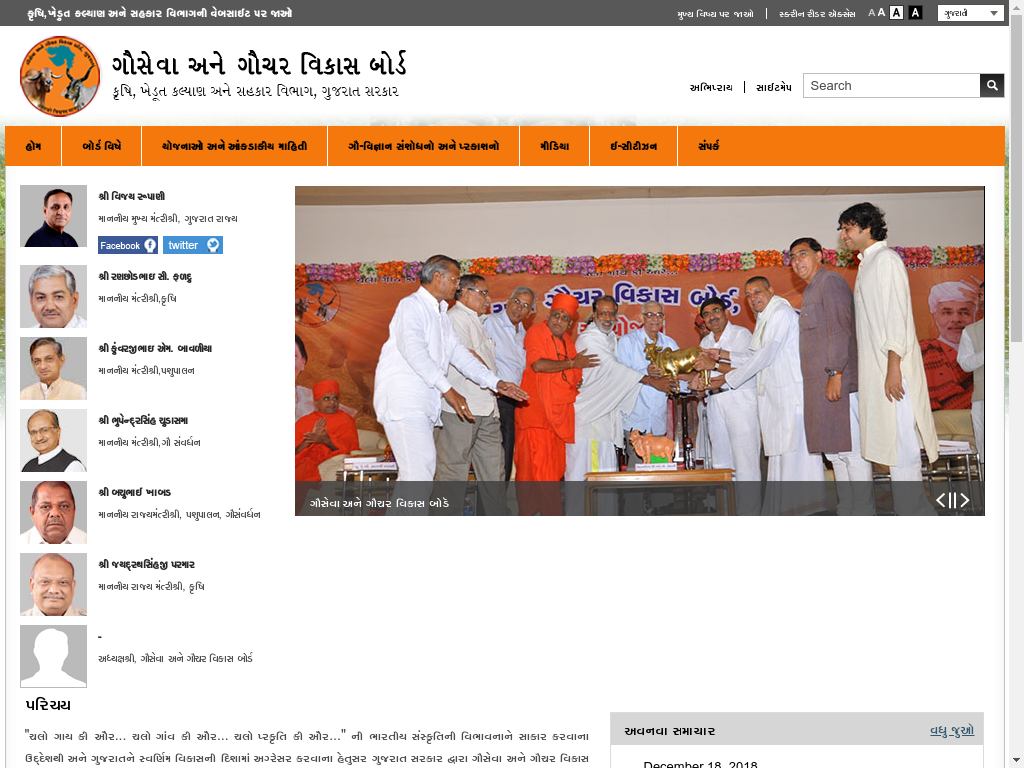 કૃષિ,ખેડુત કલ્યાણ અને સહકાર વિભાગની વેબસાઈટ પર જાઓ
મુખ્ય વિષય પર જાઓ | સ્ક્રીન રીડર એક્સેસ A A A A ગુજરાતી
ગૌસેવા અને ગૌચર વિકાસ બોર્ડ
કૃષિ, ખેડૂત કલ્યાણ અને સહકાર વિભાગ, ગુજરાત સરકાર
અભિપ્રાય | સાઈટમેપ Search
હોમ બોર્ડ વિષે યોજનાઓ અને આંકડાકીય માહિતી ગૌ-વિજ્ઞાન સંશોધનો અને પ્રકાશનો મીડિયા ઈ-સીટીઝન સંપર્ક
શ્રી વિજય રૂપાણી
માનનીય મુખ્ય મંત્રીશ્રી, ગુજરાત રાજ્ય
Facebook twitter
શ્રી રણછોડભાઇ સી. ફળદુ
માનનીય મંત્રીશ્રી,કૃષિ
શ્રી કુંવરજીભાઇ એમ. બાવળીયા
માનનીય મંત્રીશ્રી,પશુપાલન
શ્રી ભુપેન્દ્રસિંહ ચુડાસમા
માનનીય મંત્રીશ્રી,ગૌ સંવર્ધન
શ્રી બચુભાઈ ખાબડ
માનનીય રાજ્યમંત્રીશ્રી, પશુપાલન, ગૌસંવર્ધન
શ્રી જયદ્રથસિંહજી પરમાર
માનનીય રાજ્ય મંત્રીશ્રી, કૃષિ
-
અધ્યક્ષશ્રી, ગૌસેવા અને ગૌચર વિકાસ બોર્ડ
ગૌચર વિકાસ બોર્ડ,
ગૌસેવા અને ગૌચર વિકાસ બોર્ડ
પરિચય
"ચલો ગાય કી ઔર... ચલો ગાંવ કી ઔર... ચલો પ્રકૃતિ કી ઔર..." ની ભારતીય સંસ્કૃતિની વિભાવનાને સાકાર કરવાના
ઉદ્દેશથી અને ગુજરાતને સ્વર્ણિમ વિકાસની દિશામાં અગ્રેસર કરવાના હેતુસર ગુજરાત સરકાર દ્વારા ગૌસેવા અને ગૌચર વિકાસ
અવનવા સમાચાર વધુ જુઓ
December 18, 2018